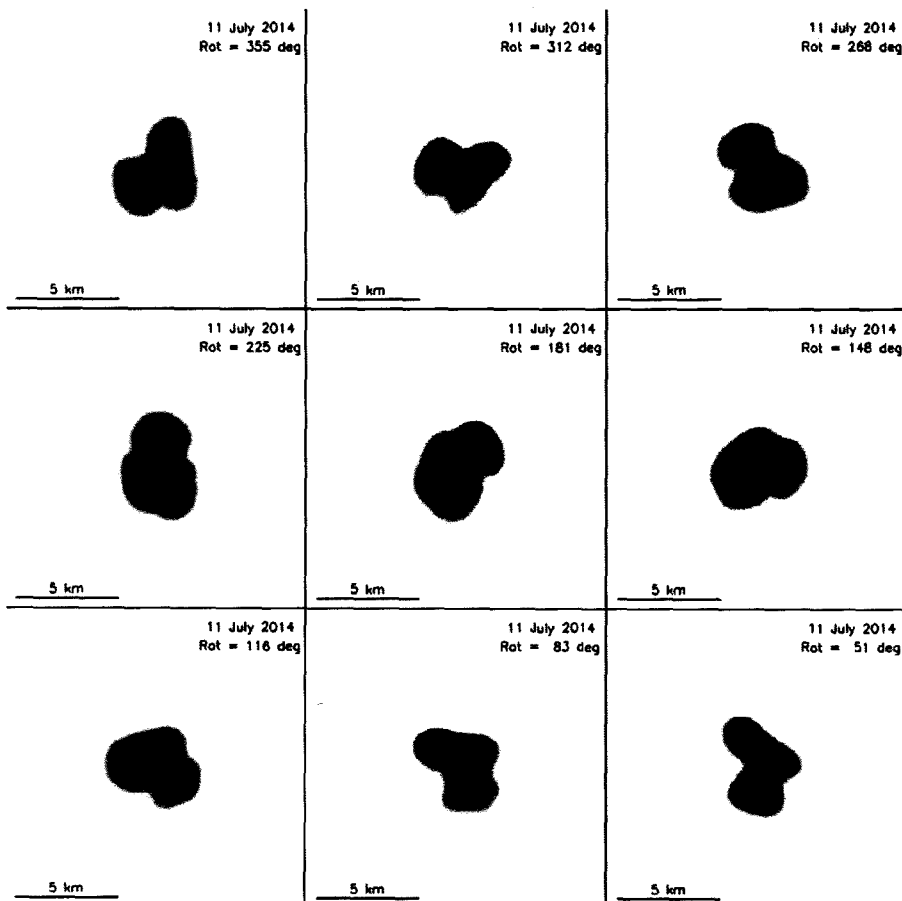 11 July 2014
Rot = 355 deg
5 km
11 July 2014
Rot = 312 deg
5 km
11 July 2014
Rot = 268 deg
5 km
11 July 2014
Rot = 225 deg
5 km
11 July 2014
Rot = 181 deg
5 km
11 July 2014
Rot = 148 deg
5 km
11 July 2014
Rot = 116 deg
5 km
11 July 2014
Rot = 83 deg
5 km
11 July 2014
Rot = 51 deg
5 km